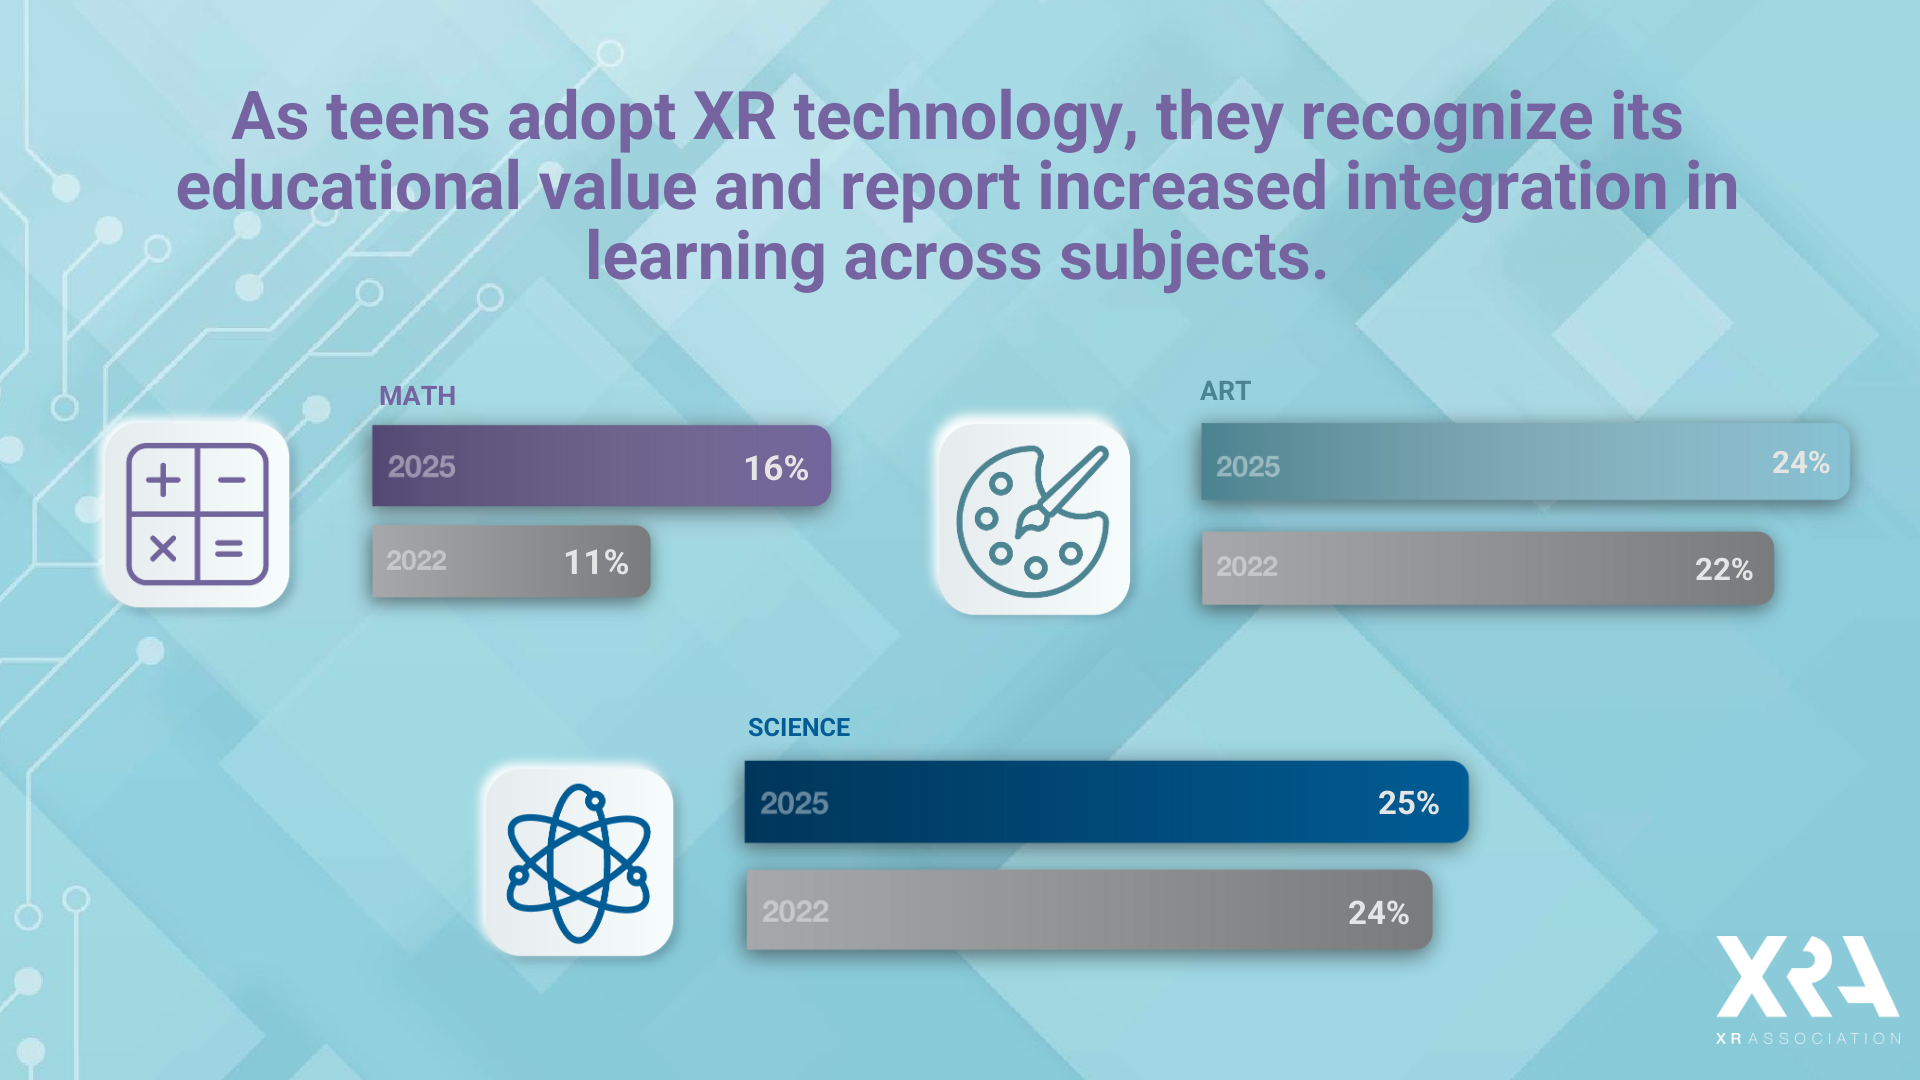 As teens adopt XR technology, they recognize its
educational value and report increased integration in
learning across subjects.
MATH
2025 16%
2022 11%
ART
2025 24%
2022 22%
SCIENCE
2025 25%
2022 24%
XRA
XR ASSOCIATION